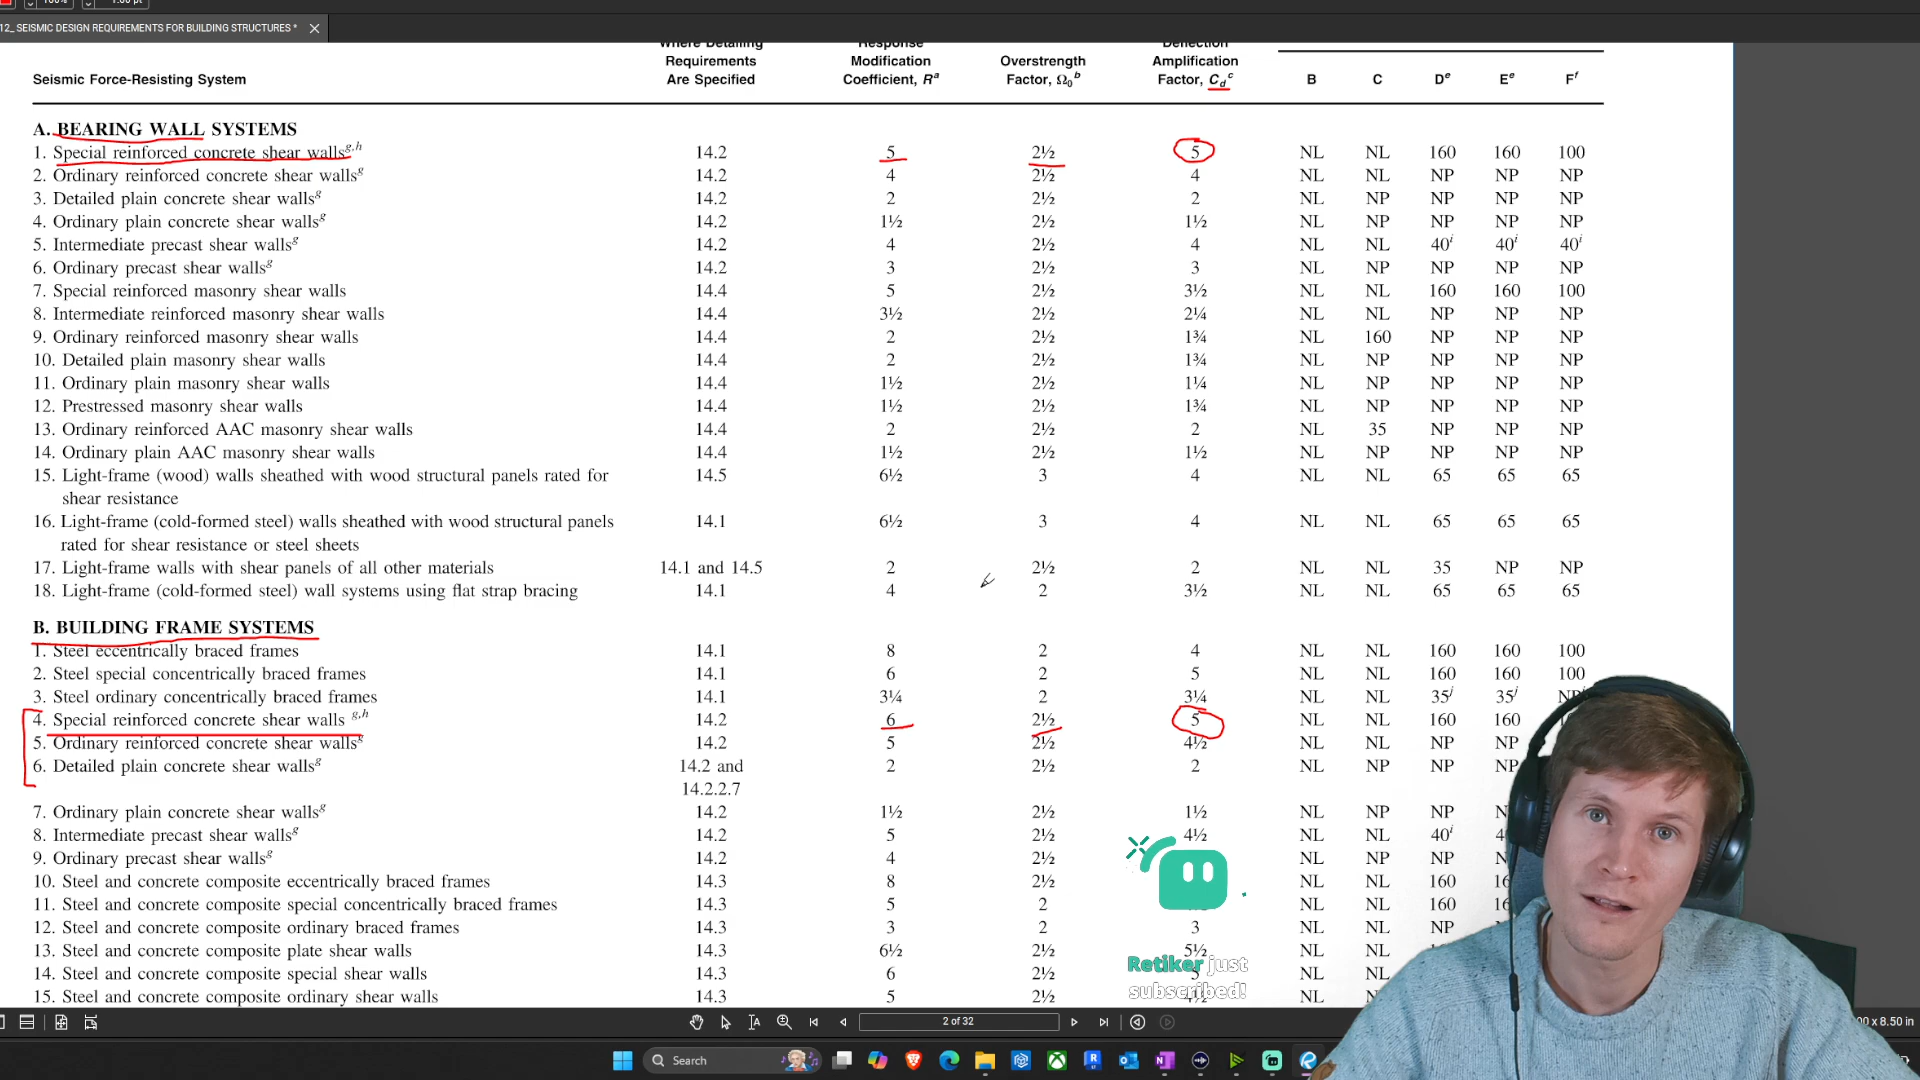 100% 1.00 pt
12_ SEISMIC DESIGN REQUIREMENTS FOR BUILDING STRUCTURES *
Where Detailing Response Deflection
Requirements Modification Overstrength Amplification
Seismic Force-Resisting System Are Specified Coefficient, Rᵃ Factor, Ω₀ᵇ Factor, C_dᶜ B C Dᵉ Eᵉ Fᶠ
A. BEARING WALL SYSTEMS
1. Special reinforced concrete shear wallsᵍ,ʰ 14.2 5 2½ 5 NL NL 160 160 100
2. Ordinary reinforced concrete shear wallsᵍ 14.2 4 2½ 4 NL NL NP NP NP
3. Detailed plain concrete shear wallsᵍ 14.2 2 2½ 2 NL NP NP NP NP
4. Ordinary plain concrete shear wallsᵍ 14.2 1½ 2½ 1½ NL NP NP NP NP
5. Intermediate precast shear wallsᵍ 14.2 4 2½ 4 NL NL 40ⁱ 40ⁱ 40ⁱ
6. Ordinary precast shear wallsᵍ 14.2 3 2½ 3 NL NP NP NP NP
7. Special reinforced masonry shear walls 14.4 5 2½ 3½ NL NL 160 160 100
8. Intermediate reinforced masonry shear walls 14.4 3½ 2½ 2¼ NL NL NP NP NP
9. Ordinary reinforced masonry shear walls 14.4 2 2½ 1¾ NL 160 NP NP NP
10. Detailed plain masonry shear walls 14.4 2 2½ 1¾ NL NP NP NP NP
11. Ordinary plain masonry shear walls 14.4 1½ 2½ 1¼ NL NP NP NP NP
12. Prestressed masonry shear walls 14.4 1½ 2½ 1¾ NL NP NP NP NP
13. Ordinary reinforced AAC masonry shear walls 14.4 2 2½ 2 NL 35 NP NP NP
14. Ordinary plain AAC masonry shear walls 14.4 1½ 2½ 1½ NL NP NP NP NP
15. Light-frame (wood) walls sheathed with wood structural panels rated for 14.5 6½ 3 4 NL NL 65 65 65
shear resistance
16. Light-frame (cold-formed steel) walls sheathed with wood structural panels 14.1 6½ 3 4 NL NL 65 65 65
rated for shear resistance or steel sheets
17. Light-frame walls with shear panels of all other materials 14.1 and 14.5 2 2½ 2 NL NL 35 NP NP
18. Light-frame (cold-formed steel) wall systems using flat strap bracing 14.1 4 2 3½ NL NL 65 65 65
B. BUILDING FRAME SYSTEMS
1. Steel eccentrically braced frames 14.1 8 2 4 NL NL 160 160 100
2. Steel special concentrically braced frames 14.1 6 2 5 NL NL 160 160 100
3. Steel ordinary concentrically braced frames 14.1 3¼ 2 3¼ NL NL 35ʲ 35ʲ NPʲ
4. Special reinforced concrete shear walls ᵍ,ʰ 14.2 6 2½ 5 NL NL 160 160
5. Ordinary reinforced concrete shear wallsᵍ 14.2 5 2½ 4½ NL NL NP NP
6. Detailed plain concrete shear wallsᵍ 14.2 and 2 2½ 2 NL NP NP NP
14.2.2.7
7. Ordinary plain concrete shear wallsᵍ 14.2 1½ 2½ 1½ NL NP NP
8. Intermediate precast shear wallsᵍ 14.2 5 2½ 4½ NL NL 40ⁱ
9. Ordinary precast shear wallsᵍ 14.2 4 2½ NL NP NP
10. Steel and concrete composite eccentrically braced frames 14.3 8 2½ NL NL 160
11. Steel and concrete composite special concentrically braced frames 14.3 5 2 NL NL 160
12. Steel and concrete composite ordinary braced frames 14.3 3 2 3 NL NL NP
13. Steel and concrete composite plate shear walls 14.3 6½ 2½ 5½ NL NL
14. Steel and concrete composite special shear walls 14.3 6 2½ 5 NL NL
15. Steel and concrete composite ordinary shear walls 14.3 5 2½ 4½ NL
Retiker just
subscribed!
2 of 32
00 x 8.50 in
Search